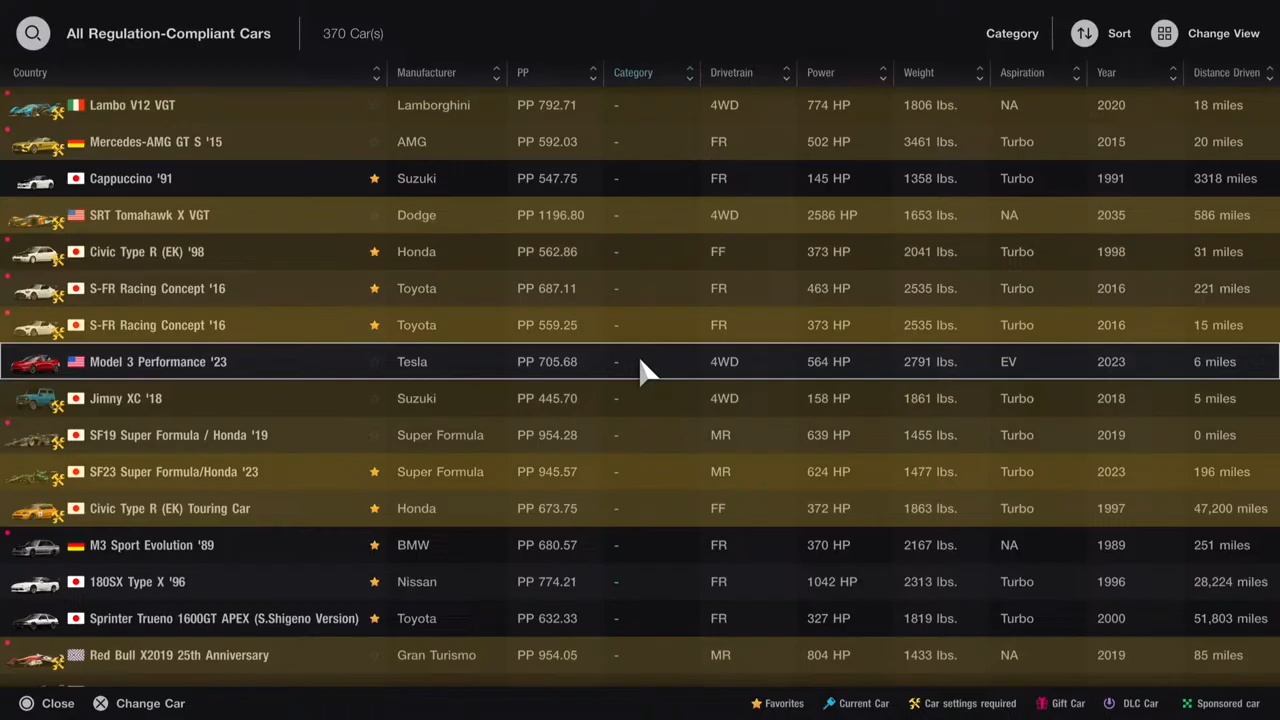 All Regulation-Compliant Cars 370 Car(s) Category Sort Change View
Country Manufacturer PP Category Drivetrain Power Weight Aspiration Year Distance Driven
Lambo V12 VGT Lamborghini PP 792.71 - 4WD 774 HP 1806 lbs. NA 2020 18 miles
Mercedes-AMG GT S '15 AMG PP 592.03 - FR 502 HP 3461 lbs. Turbo 2015 20 miles
Cappuccino '91 Suzuki PP 547.75 - FR 145 HP 1358 lbs. Turbo 1991 3318 miles
SRT Tomahawk X VGT Dodge PP 1196.80 - 4WD 2586 HP 1653 lbs. NA 2035 586 miles
Civic Type R (EK) '98 Honda PP 562.86 - FF 373 HP 2041 lbs. Turbo 1998 31 miles
S-FR Racing Concept '16 Toyota PP 687.11 - FR 463 HP 2535 lbs. Turbo 2016 221 miles
S-FR Racing Concept '16 Toyota PP 559.25 - FR 373 HP 2535 lbs. Turbo 2016 15 miles
Model 3 Performance '23 Tesla PP 705.68 - 4WD 564 HP 2791 lbs. EV 2023 6 miles
Jimny XC '18 Suzuki PP 445.70 - 4WD 158 HP 1861 lbs. Turbo 2018 5 miles
SF19 Super Formula / Honda '19 Super Formula PP 954.28 - MR 639 HP 1455 lbs. Turbo 2019 0 miles
SF23 Super Formula/Honda '23 Super Formula PP 945.57 - MR 624 HP 1477 lbs. Turbo 2023 196 miles
Civic Type R (EK) Touring Car Honda PP 673.75 - FF 372 HP 1863 lbs. Turbo 1997 47,200 miles
M3 Sport Evolution '89 BMW PP 680.57 - FR 370 HP 2167 lbs. NA 1989 251 miles
180SX Type X '96 Nissan PP 774.21 - FR 1042 HP 2313 lbs. Turbo 1996 28,224 miles
Sprinter Trueno 1600GT APEX (S.Shigeno Version) Toyota PP 632.33 - FR 327 HP 1819 lbs. Turbo 2000 51,803 miles
Red Bull X2019 25th Anniversary Gran Turismo PP 954.05 - MR 804 HP 1433 lbs. NA 2019 85 miles
Close Change Car Favorites Current Car Car settings required Gift Car DLC Car Sponsored car